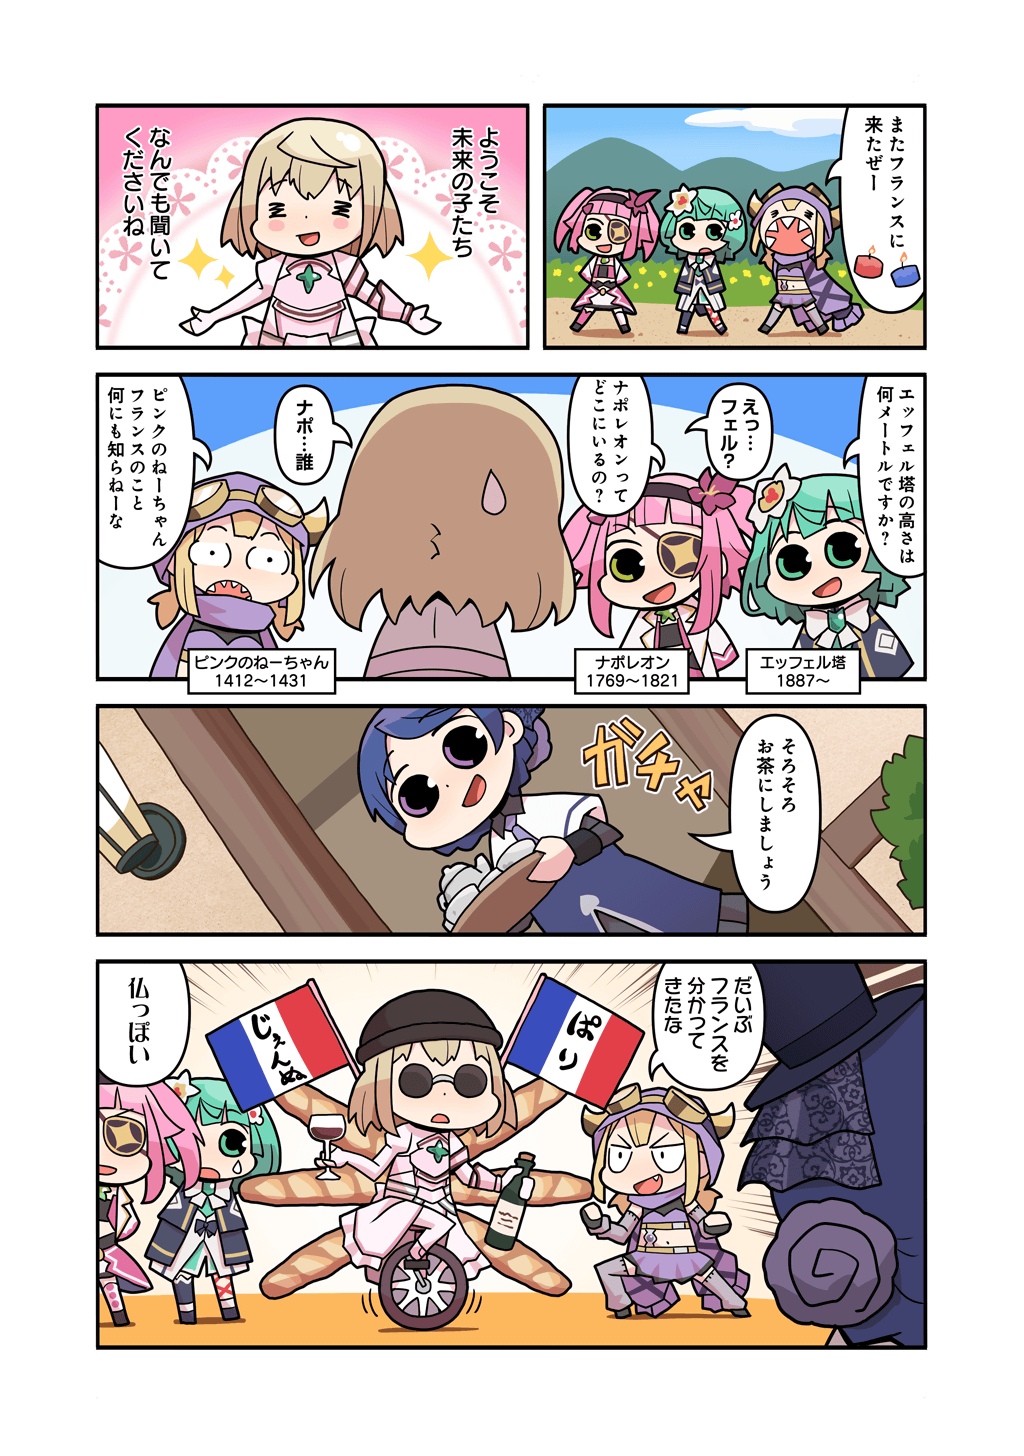 またフランスに
来たぜー
ようこそ
未来の子たち
なんでも聞いて
くださいね
エッフェル塔の高さは
何メートルですか？
えっ…
フェル？
ナポレオンって
どこにいるの？
ナポ…誰
ピンクのねーちゃん
フランスのこと
何にも知らねーな
エッフェル塔
1887～
ナポレオン
1769～1821
ピンクのねーちゃん
1412～1431
そろそろ
お茶にしましょう
ガチャ
だいぶ
フランスを
分かって
きたな
ぱり
じぇんぬ
仏っぽい